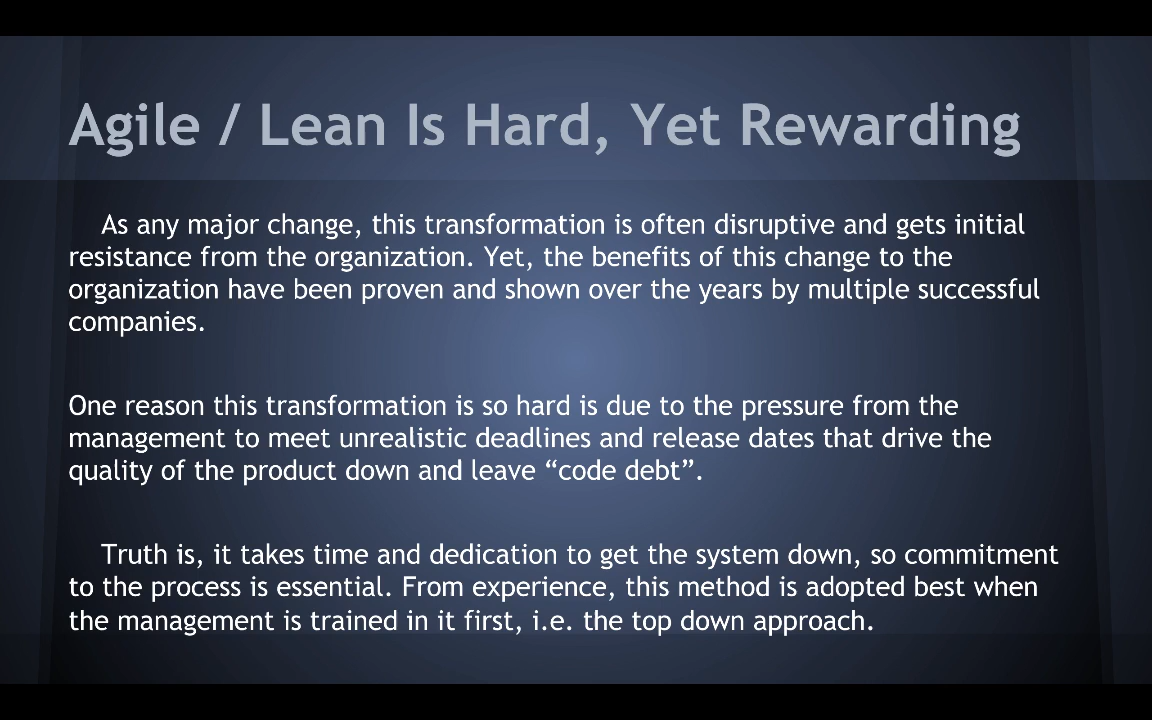 Agile / Lean Is Hard, Yet Rewarding
As any major change, this transformation is often disruptive and gets initial
resistance from the organization. Yet, the benefits of this change to the
organization have been proven and shown over the years by multiple successful
companies.
One reason this transformation is so hard is due to the pressure from the
management to meet unrealistic deadlines and release dates that drive the
quality of the product down and leave “code debt”.
Truth is, it takes time and dedication to get the system down, so commitment
to the process is essential. From experience, this method is adopted best when
the management is trained in it first, i.e. the top down approach.